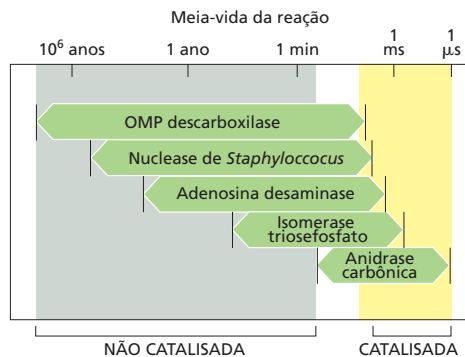 Meia-vida da reação
10⁶ anos 1 ano 1 min 1 ms 1 µs
OMP descarboxilase
Nuclease de Staphyloccocus
Adenosina desaminase
Isomerase
triosefosfato
Anidrase
carbônica
NÃO CATALISADA CATALISADA